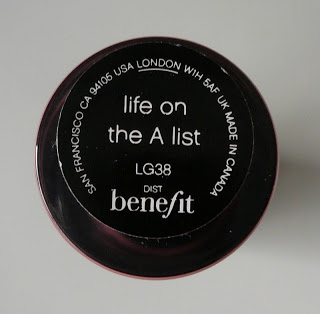 SAN FRANCISCO CA 94105 USA LONDON W1H 5AF UK MADE IN CANADA
life on
the A list
LG38
DIST
benefit